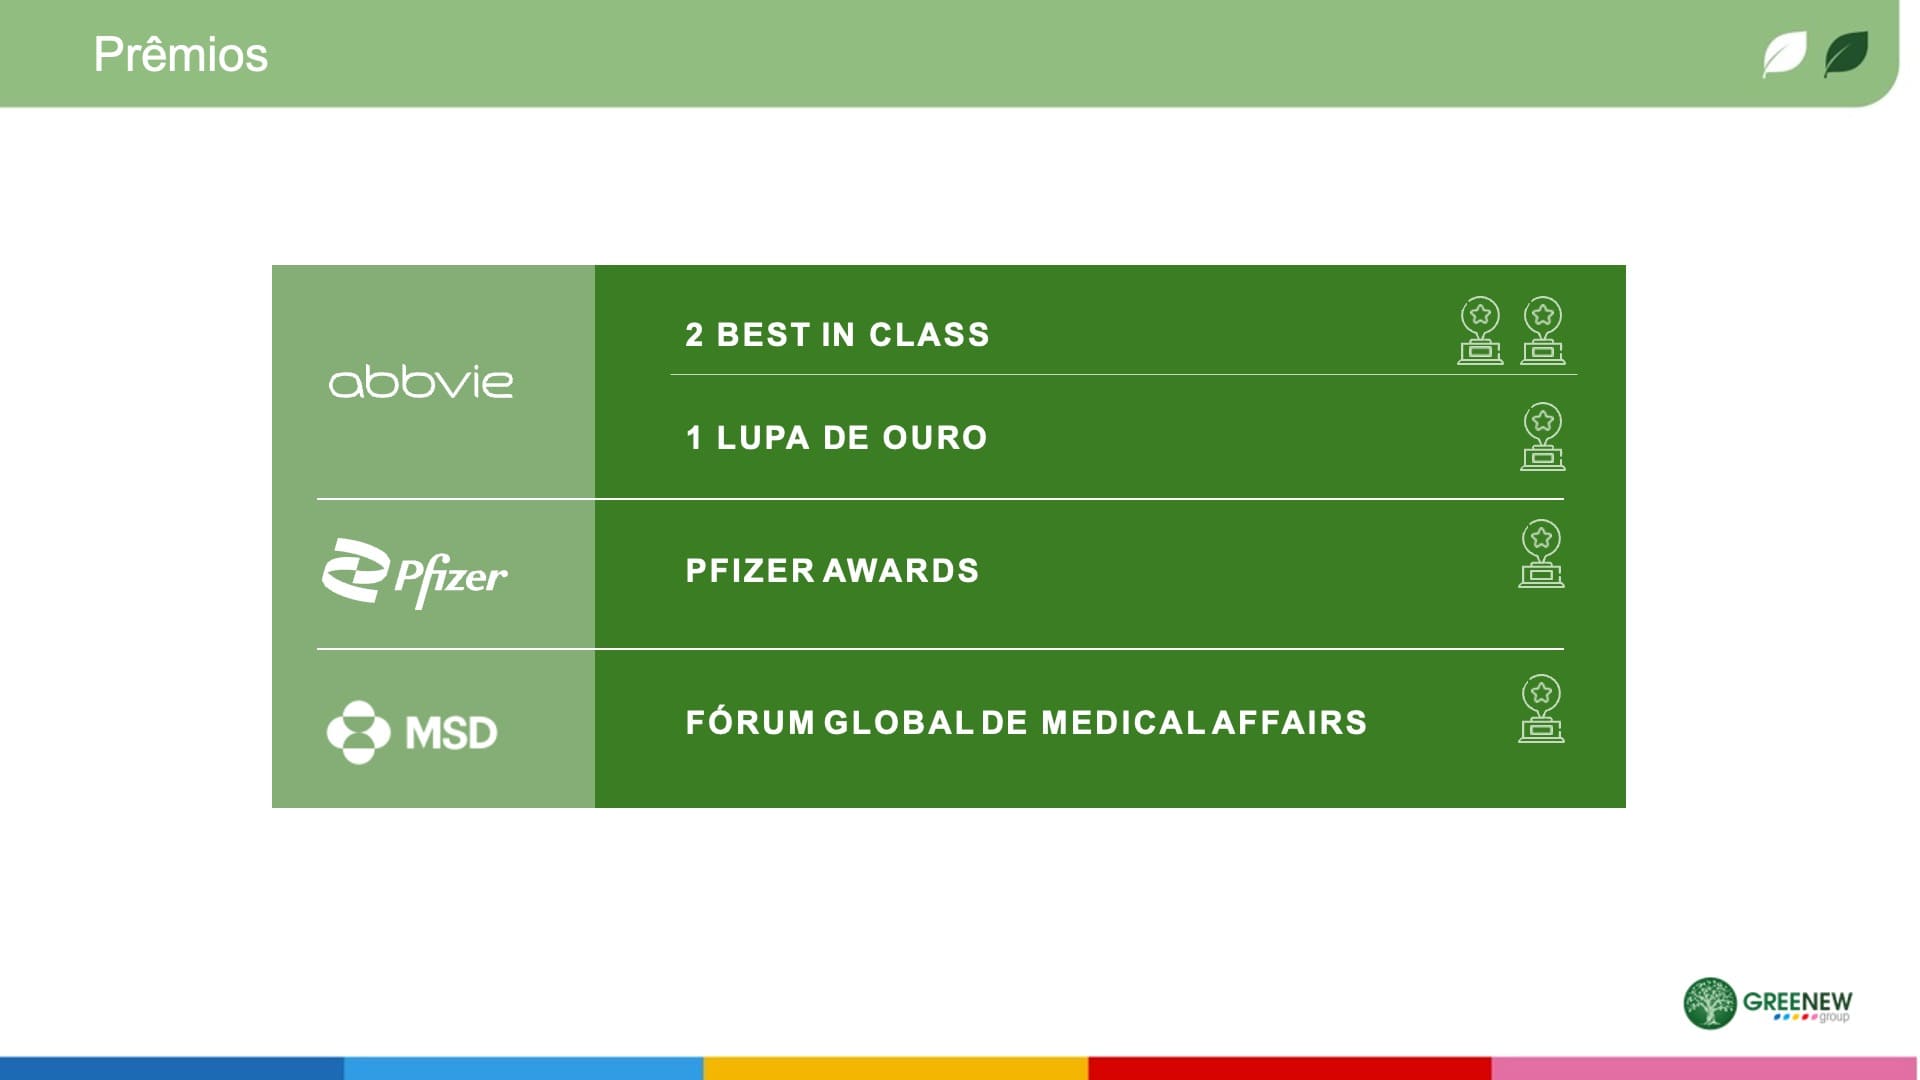 Prêmios
abbvie
2 BEST IN CLASS
1 LUPA DE OURO
Pfizer
PFIZER AWARDS
MSD
FÓRUM GLOBAL DE MEDICAL AFFAIRS
GREENEW
group